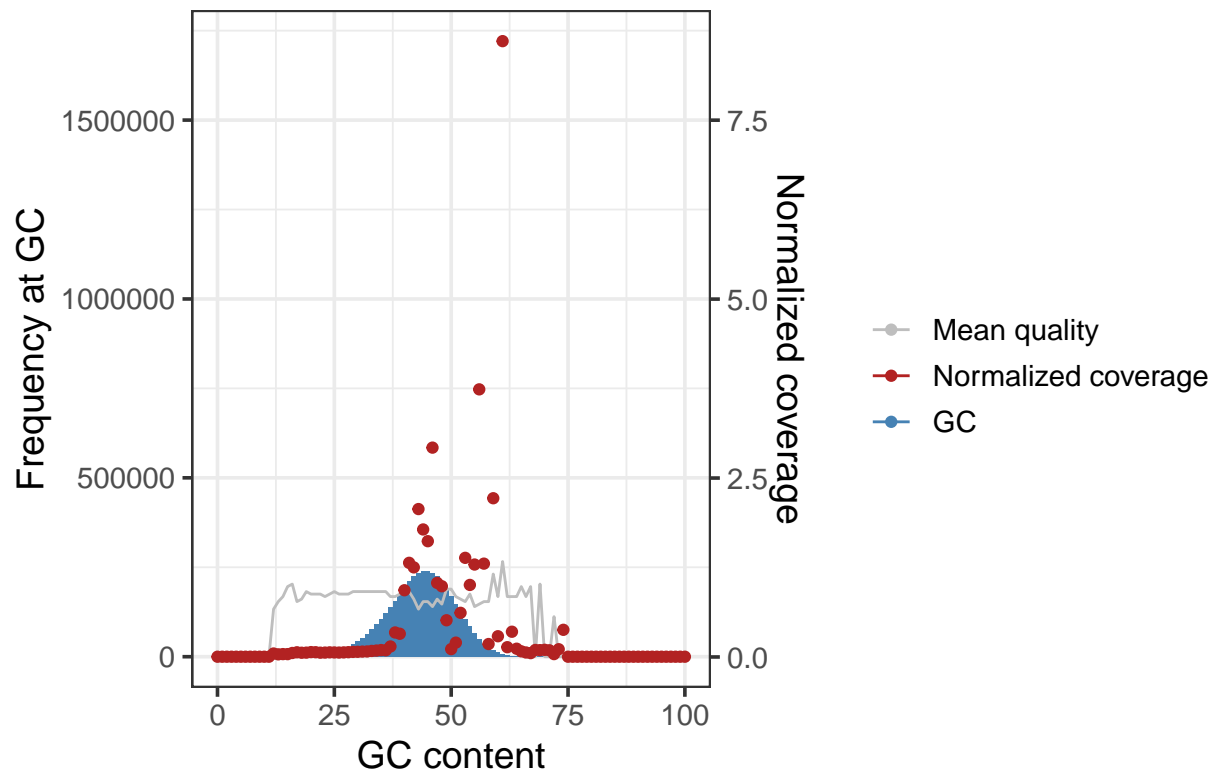 Frequency at GC
1500000
1000000
500000
0
7.5
5.0
2.5
0.0
Normalized coverage
0
25
50
75
100
GC content
Mean quality
Normalized coverage
GC